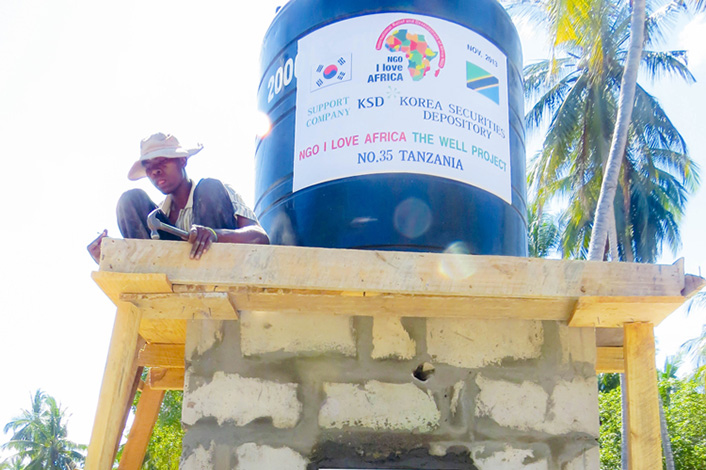 2000
NGO
I love
AFRICA
NOV, 2013
SUPPORT
COMPANY
KSD
KOREA SECURITIES
DEPOSITORY
NGO I LOVE AFRICA THE WELL PROJECT
NO.35 TANZANIA